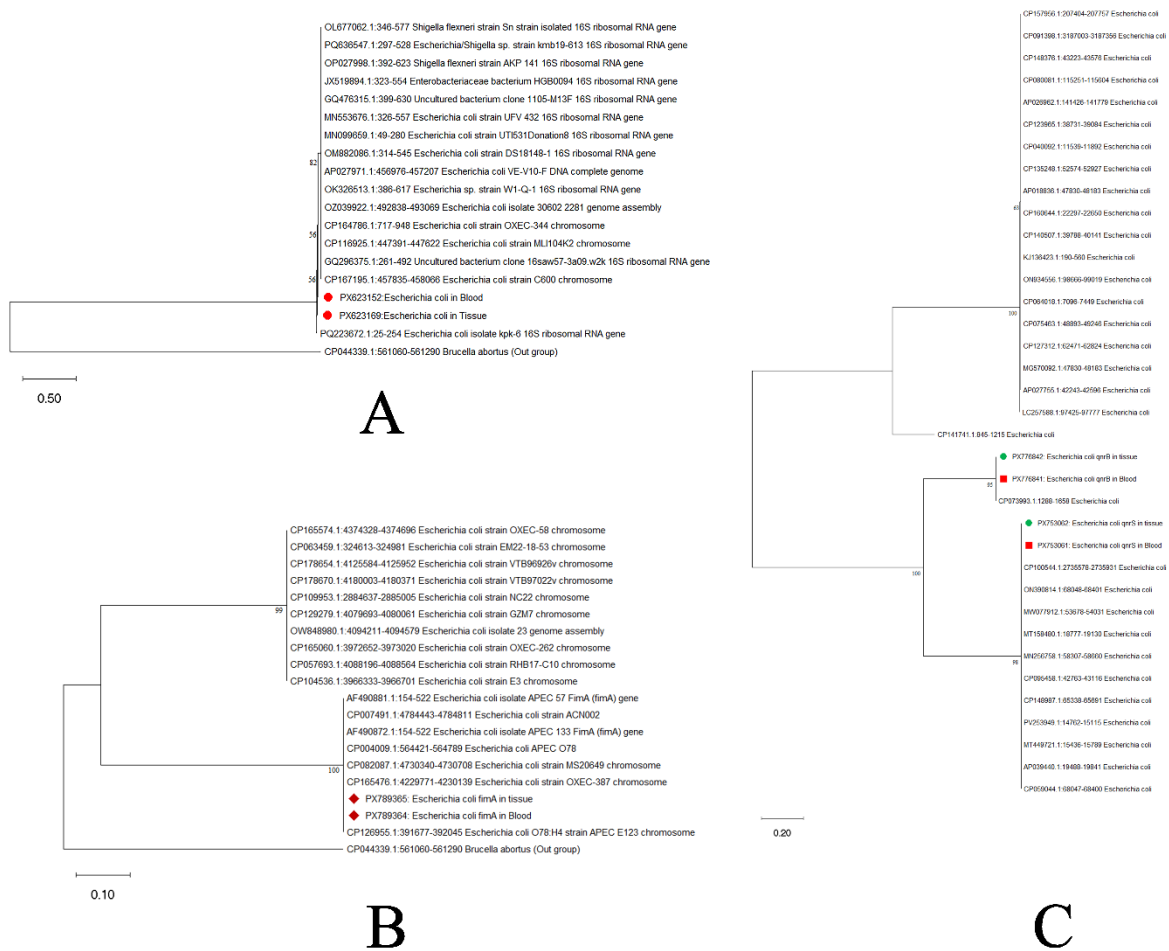 OL677062.1:346-577 Shigella flexneri strain Sn strain isolated 16S ribosomal RNA gene
PQ636547.1:297-528 Escherichia/Shigella sp. strain kmb19-613 16S ribosomal RNA gene
OP027998.1:392-623 Shigella flexneri strain AKP 141 16S ribosomal RNA gene
JX519894.1:323-554 Enterobacteriaceae bacterium HGB0094 16S ribosomal RNA gene
GQ476315.1:399-630 Uncultured bacterium clone 1105-M13F 16S ribosomal RNA gene
MN553676.1:326-557 Escherichia coli strain UFV 432 16S ribosomal RNA gene
MN099659.1:49-280 Escherichia coli strain UTI531Donation8 16S ribosomal RNA gene
OM882086.1:314-545 Escherichia coli strain DS18148-1 16S ribosomal RNA gene
AP027971.1:456976-457207 Escherichia coli VE-V10-F DNA complete genome
OK326513.1:386-617 Escherichia sp. strain W1-Q-1 16S ribosomal RNA gene
OZ039922.1:492838-493069 Escherichia coli isolate 30602 2281 genome assembly
CP164786.1:717-948 Escherichia coli strain OXEC-344 chromosome
CP116925.1:447391-447622 Escherichia coli strain MLI104K2 chromosome
GQ296375.1:261-492 Uncultured bacterium clone 16saw57-3a09.w2k 16S ribosomal RNA gene
CP167195.1:457835-458066 Escherichia coli strain C600 chromosome
PX623152:Escherichia coli in Blood
PX623169:Escherichia coli in Tissue
PQ223672.1:25-254 Escherichia coli isolate kpk-6 16S ribosomal RNA gene
CP044339.1:561060-561290 Brucella abortus (Out group)
82
56
56
0.50
A
CP165574.1:4374328-4374696 Escherichia coli strain OXEC-58 chromosome
CP063459.1:324613-324981 Escherichia coli strain EM22-18-53 chromosome
CP178654.1:4125584-4125952 Escherichia coli strain VTB96926v chromosome
CP178670.1:4180003-4180371 Escherichia coli strain VTB97022v chromosome
CP109953.1:2884637-2885005 Escherichia coli strain NC22 chromosome
CP129279.1:4079693-4080061 Escherichia coli strain GZM7 chromosome
OW848980.1:4094211-4094579 Escherichia coli isolate 23 genome assembly
CP165060.1:3972652-3973020 Escherichia coli strain OXEC-262 chromosome
CP057693.1:4088196-4088564 Escherichia coli strain RHB17-C10 chromosome
CP104536.1:3966333-3966701 Escherichia coli strain E3 chromosome
AF490881.1:154-522 Escherichia coli isolate APEC 57 FimA (fimA) gene
CP007491.1:4784443-4784811 Escherichia coli strain ACN002
AF490872.1:154-522 Escherichia coli isolate APEC 133 FimA (fimA) gene
CP004009.1:564421-564789 Escherichia coli APEC O78
CP082087.1:4730340-4730708 Escherichia coli strain MS20649 chromosome
CP165476.1:4229771-4230139 Escherichia coli strain OXEC-387 chromosome
PX789365: Escherichia coli fimA in tissue
PX789364: Escherichia coli fimA in Blood
CP126955.1:391677-392045 Escherichia coli O78:H4 strain APEC E123 chromosome
CP044339.1:561060-561290 Brucella abortus (Out group)
99
100
0.10
B
CP157956.1:207404-207757 Escherichia coli
CP091398.1:3187003-3187356 Escherichia coli
CP148376.1:43223-43576 Escherichia coli
CP080081.1:115251-115604 Escherichia coli
AP026962.1:141426-141779 Escherichia coli
CP123965.1:38731-39084 Escherichia coli
CP040092.1:11539-11892 Escherichia coli
CP135248.1:52574-52927 Escherichia coli
AP018836.1:47830-48183 Escherichia coli
CP160644.1:22297-22650 Escherichia coli
CP140507.1:39788-40141 Escherichia coli
KJ136423.1:190-560 Escherichia coli
ON934556.1:98666-99019 Escherichia coli
CP084018.1:7096-7449 Escherichia coli
CP075463.1:48893-49246 Escherichia coli
CP127312.1:62471-62824 Escherichia coli
MG570092.1:47830-48183 Escherichia coli
AP027755.1:42243-42596 Escherichia coli
LC257588.1:97425-97777 Escherichia coli
CP141741.1:845-1215 Escherichia coli
PX776842: Escherichia coli qnrB in tissue
PX776841: Escherichia coli qnrB in Blood
CP073993.1:1288-1658 Escherichia coli
PX753062: Escherichia coli qnrS in tissue
PX753061: Escherichia coli qnrS in Blood
CP100544.1:2735578-2735931 Escherichia coli
ON390814.1:68048-68401 Escherichia coli
MW077912.1:53678-54031 Escherichia coli
MT158480.1:18777-19130 Escherichia coli
MN256758.1:58307-58660 Escherichia coli
CP095458.1:42763-43116 Escherichia coli
CP149987.1:65338-65691 Escherichia coli
PV253949.1:14762-15115 Escherichia coli
MT449721.1:15436-15789 Escherichia coli
AP039440.1:19488-19841 Escherichia coli
CP059044.1:68047-68400 Escherichia coli
100
95
100
98
0.20
C